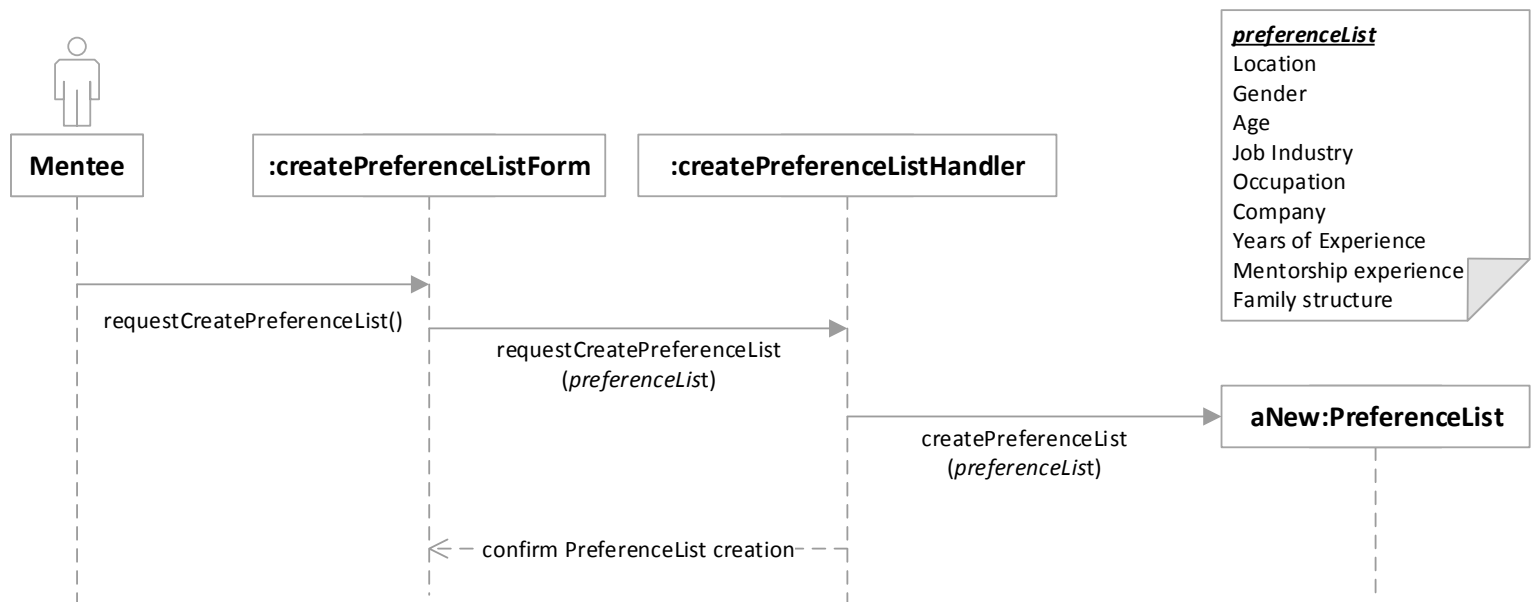 preferenceList
Location
Gender
Age
Job Industry
Occupation
Company
Years of Experience
Mentorship experience
Family structure
Mentee
:createPreferenceListForm
:createPreferenceListHandler
requestCreatePreferenceList()
requestCreatePreferenceList
(preferenceList)
aNew:PreferenceList
createPreferenceList
(preferenceList)
confirm PreferenceList creation